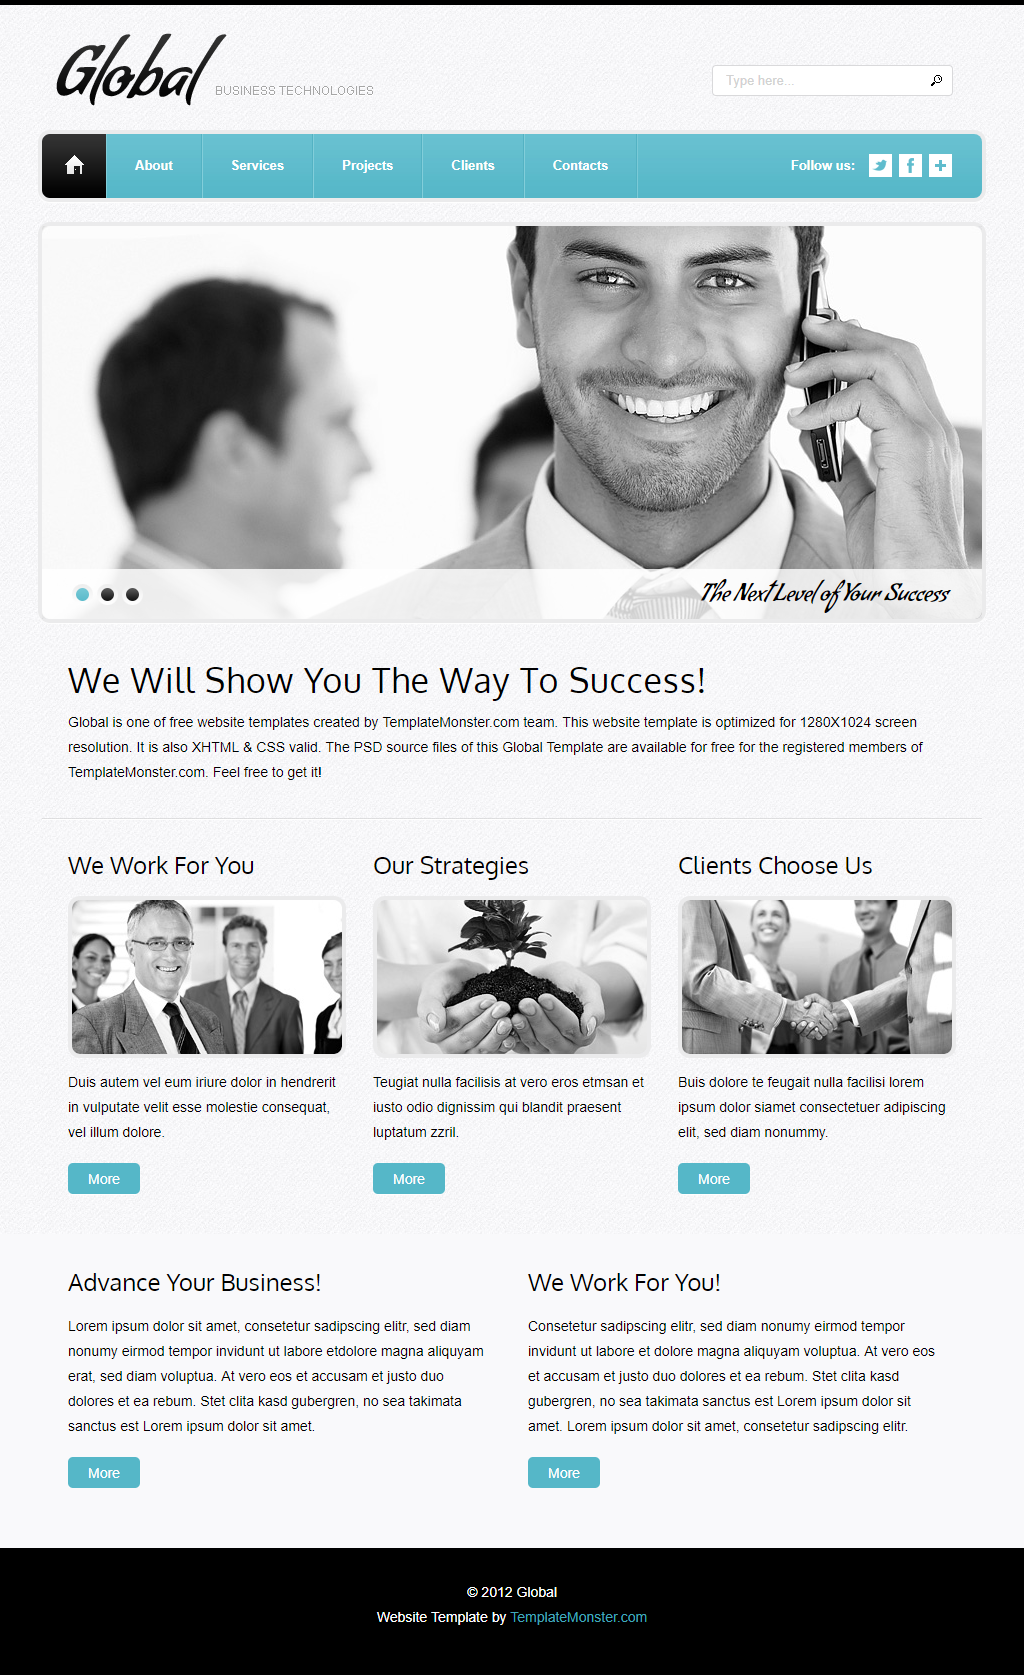 Global BUSINESS TECHNOLOGIES
Type here...
About Services Projects Clients Contacts Follow us:
The Next Level of Your Success
We Will Show You The Way To Success!
Global is one of free website templates created by TemplateMonster.com team. This website template is optimized for 1280X1024 screen
resolution. It is also XHTML & CSS valid. The PSD source files of this Global Template are available for free for the registered members of
TemplateMonster.com. Feel free to get it!
We Work For You
Duis autem vel eum iriure dolor in hendrerit
in vulputate velit esse molestie consequat,
vel illum dolore.
More
Our Strategies
Teugiat nulla facilisis at vero eros etmsan et
iusto odio dignissim qui blandit praesent
luptatum zzril.
More
Clients Choose Us
Buis dolore te feugait nulla facilisi lorem
ipsum dolor siamet consectetuer adipiscing
elit, sed diam nonummy.
More
Advance Your Business!
Lorem ipsum dolor sit amet, consetetur sadipscing elitr, sed diam
nonumy eirmod tempor invidunt ut labore etdolore magna aliquyam
erat, sed diam voluptua. At vero eos et accusam et justo duo
dolores et ea rebum. Stet clita kasd gubergren, no sea takimata
sanctus est Lorem ipsum dolor sit amet.
More
We Work For You!
Consetetur sadipscing elitr, sed diam nonumy eirmod tempor
invidunt ut labore et dolore magna aliquyam voluptua. At vero eos
et accusam et justo duo dolores et ea rebum. Stet clita kasd
gubergren, no sea takimata sanctus est Lorem ipsum dolor sit
amet. Lorem ipsum dolor sit amet, consetetur sadipscing elitr.
More
© 2012 Global
Website Template by TemplateMonster.com